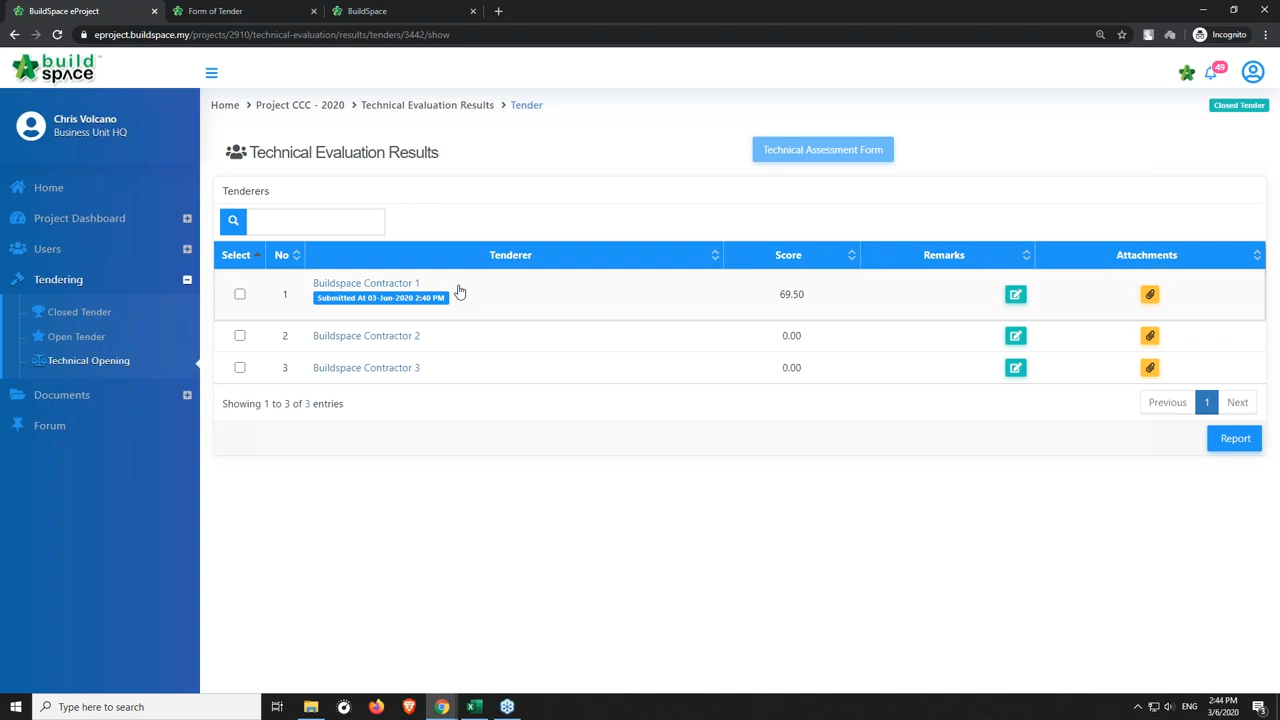 BuildSpace eProject
Form of Tender
BuildSpace
eproject.buildspace.my/projects/2910/technical-evaluation/results/tenders/3442/show
Incognito
build
space
49
Chris Volcano
Business Unit HQ
Home > Project CCC - 2020 > Technical Evaluation Results > Tender
Closed Tender
Technical Evaluation Results
Technical Assessment Form
Home
Project Dashboard
Users
Tendering
Closed Tender
Open Tender
Technical Opening
Documents
Forum
Tenderers
Select No Tenderer Score Remarks Attachments
1 Buildspace Contractor 1 69.50
Submitted At 03-Jun-2020 2:40 PM
2 Buildspace Contractor 2 0.00
3 Buildspace Contractor 3 0.00
Showing 1 to 3 of 3 entries
Previous 1 Next
Report
Type here to search
ENG
2:44 PM
3/6/2020
3